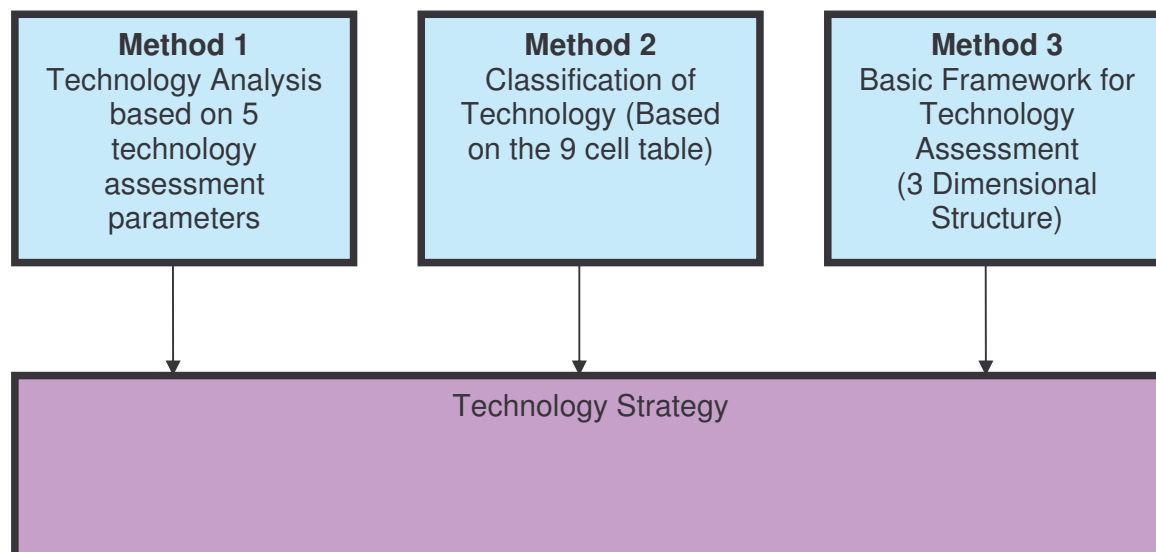 Method 1
Technology Analysis
based on 5
technology
assessment
parameters
Method 2
Classification of
Technology (Based
on the 9 cell table)
Method 3
Basic Framework for
Technology
Assessment
(3 Dimensional
Structure)
Technology Strategy